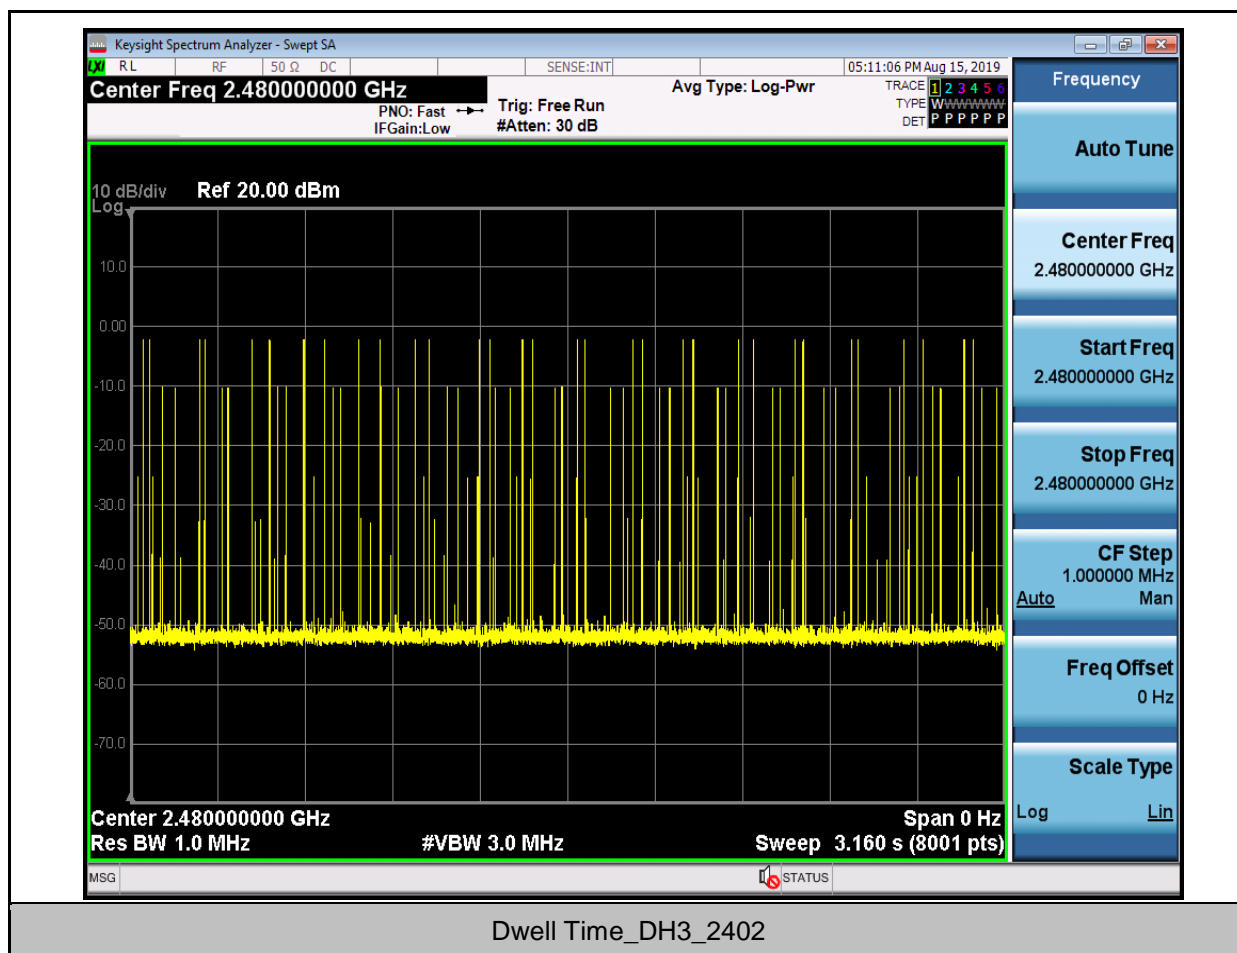 Keysight Spectrum Analyzer - Swept SA
LXI RL RF 50 Ω DC SENSE:INT 05:11:06 PM Aug 15, 2019
Center Freq 2.480000000 GHz
PNO: Fast
IFGain:Low
Trig: Free Run
#Atten: 30 dB
Avg Type: Log-Pwr
TRACE 1 2 3 4 5 6
TYPE WWWWWW
DET P P P P P P
10 dB/div Ref 20.00 dBm
Log
10.0
0.00
-10.0
-20.0
-30.0
-40.0
-50.0
-60.0
-70.0
Center 2.480000000 GHz Span 0 Hz
Res BW 1.0 MHz #VBW 3.0 MHz Sweep 3.160 s (8001 pts)
MSG STATUS
Frequency
Auto Tune
Center Freq
2.480000000 GHz
Start Freq
2.480000000 GHz
Stop Freq
2.480000000 GHz
CF Step
1.000000 MHz
Auto Man
Freq Offset
0 Hz
Scale Type
Log Lin
Dwell Time_DH3_2402